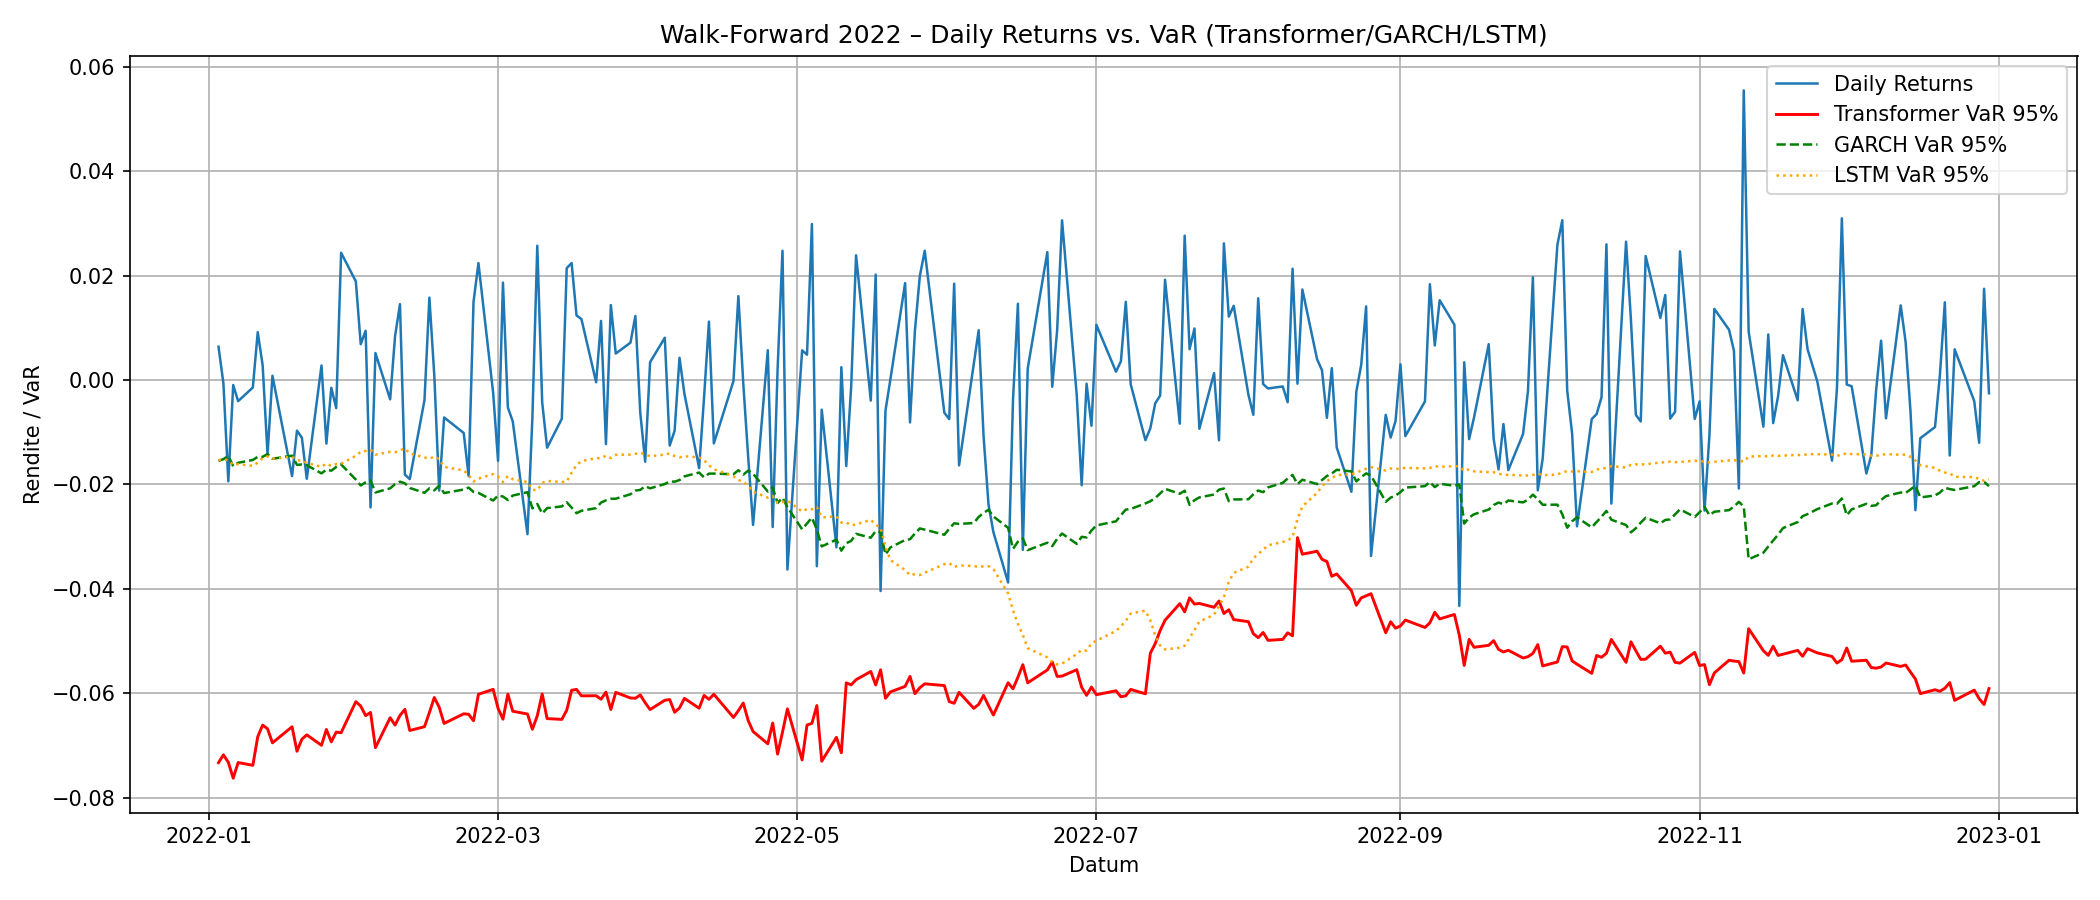 Walk-Forward 2022 – Daily Returns vs. VaR (Transformer/GARCH/LSTM)
Daily Returns
Transformer VaR 95%
GARCH VaR 95%
LSTM VaR 95%
Rendite / VaR
0.06
0.04
0.02
0.00
−0.02
−0.04
−0.06
−0.08
2022-01
2022-03
2022-05
2022-07
2022-09
2022-11
2023-01
Datum